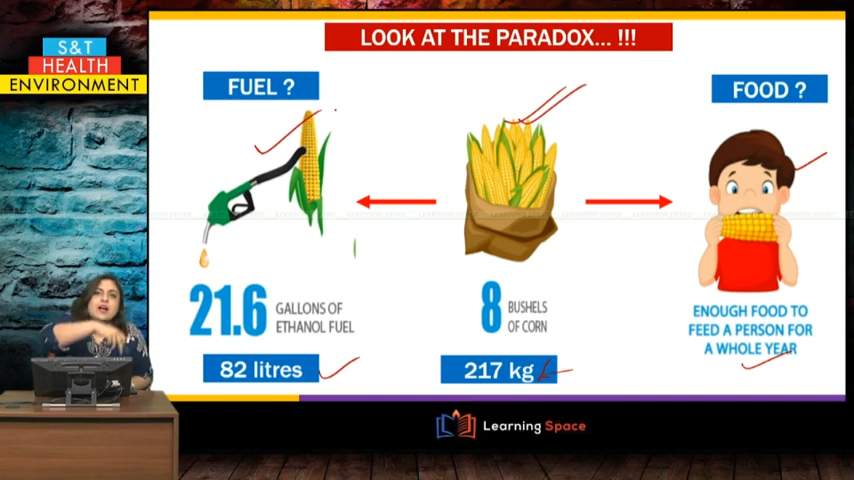 S&T
HEALTH
ENVIRONMENT
LOOK AT THE PARADOX... !!!
FUEL ?
FOOD ?
21.6
GALLONS OF
ETHANOL FUEL
8
BUSHELS
OF CORN
ENOUGH FOOD TO
FEED A PERSON FOR
A WHOLE YEAR
82 litres
217 kg
Learning Space